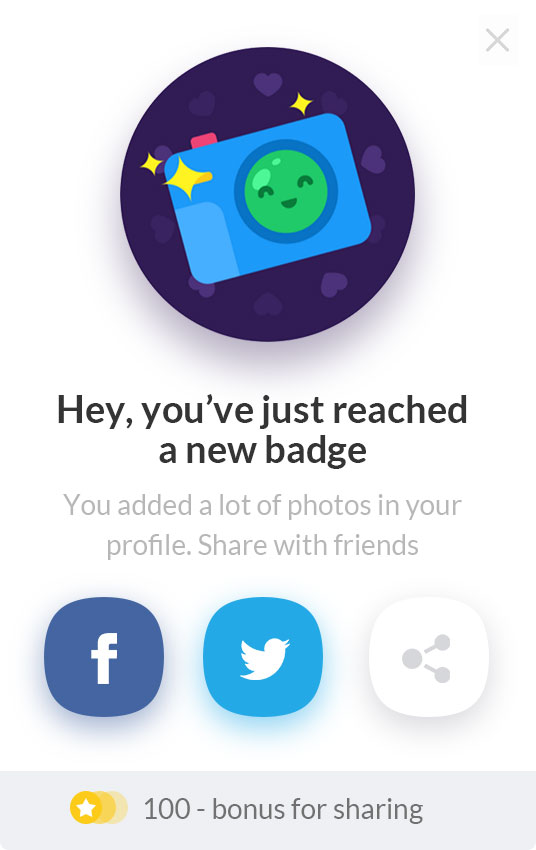 Hey, you’ve just reached
a new badge
You added a lot of photos in your
profile. Share with friends
100 - bonus for sharing